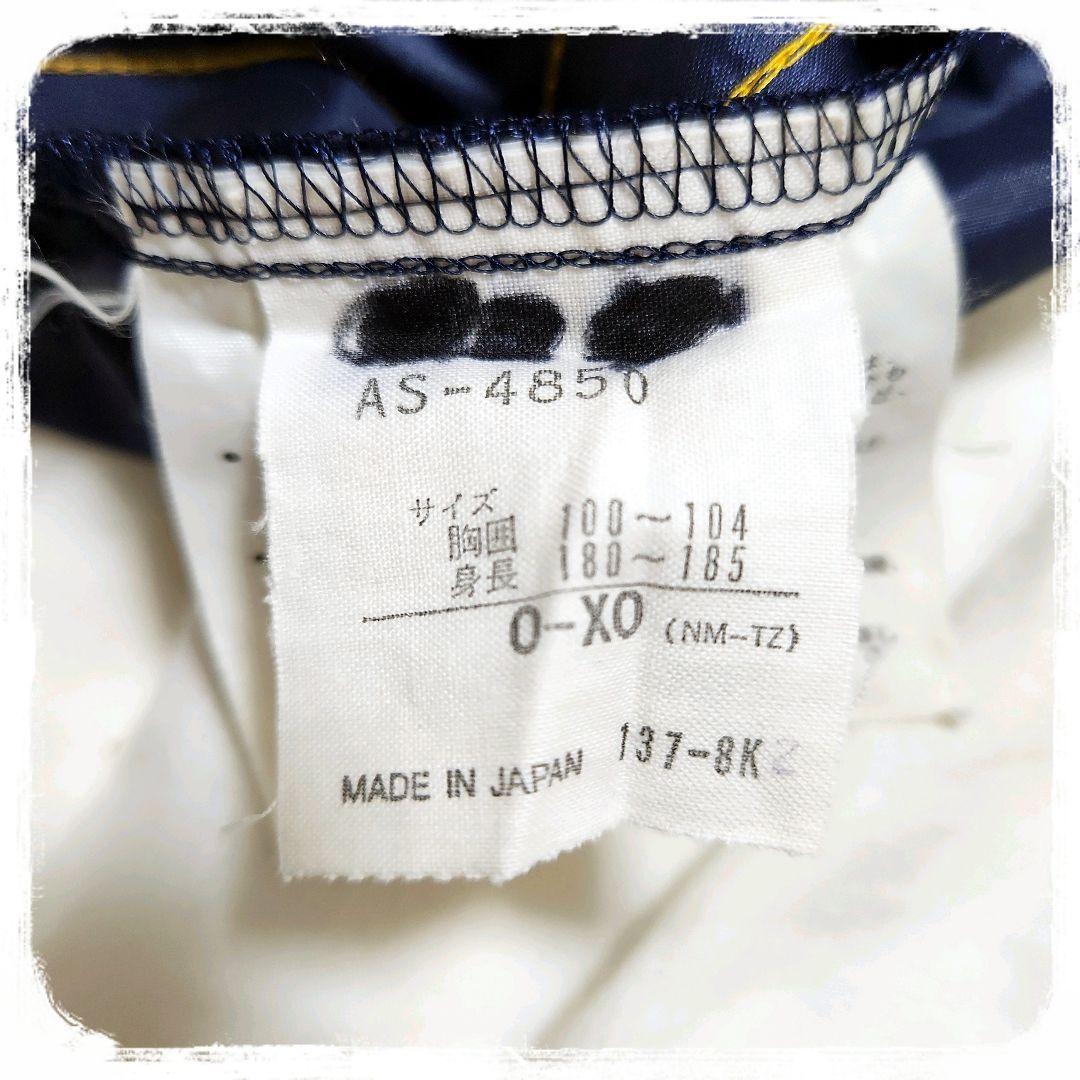 AS-4850
サイズ
胸囲 100～104
身長 180～185
O-XO (NM-TZ)
137-8K
MADE IN JAPAN